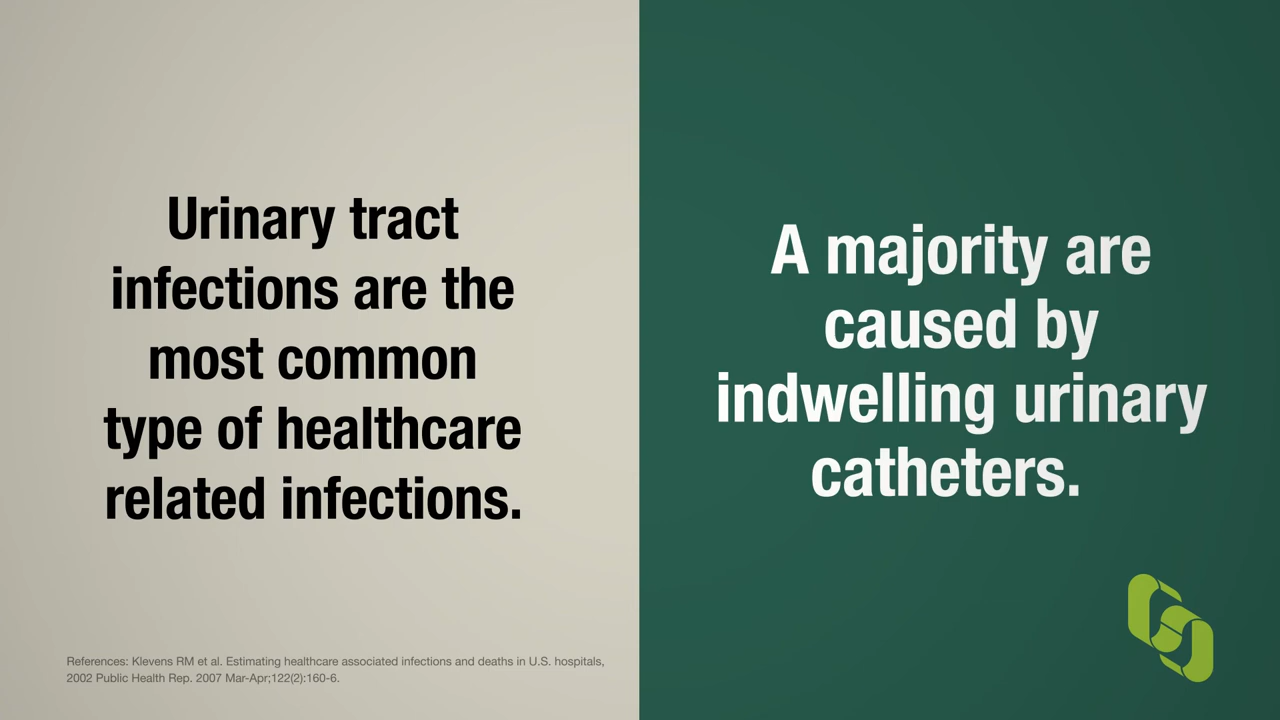 Urinary tract
infections are the
most common
type of healthcare
related infections.
A majority are
caused by
indwelling urinary
catheters.
References: Klevens RM et al. Estimating healthcare associated infections and deaths in U.S. hospitals,
2002 Public Health Rep. 2007 Mar-Apr;122(2):160-6.